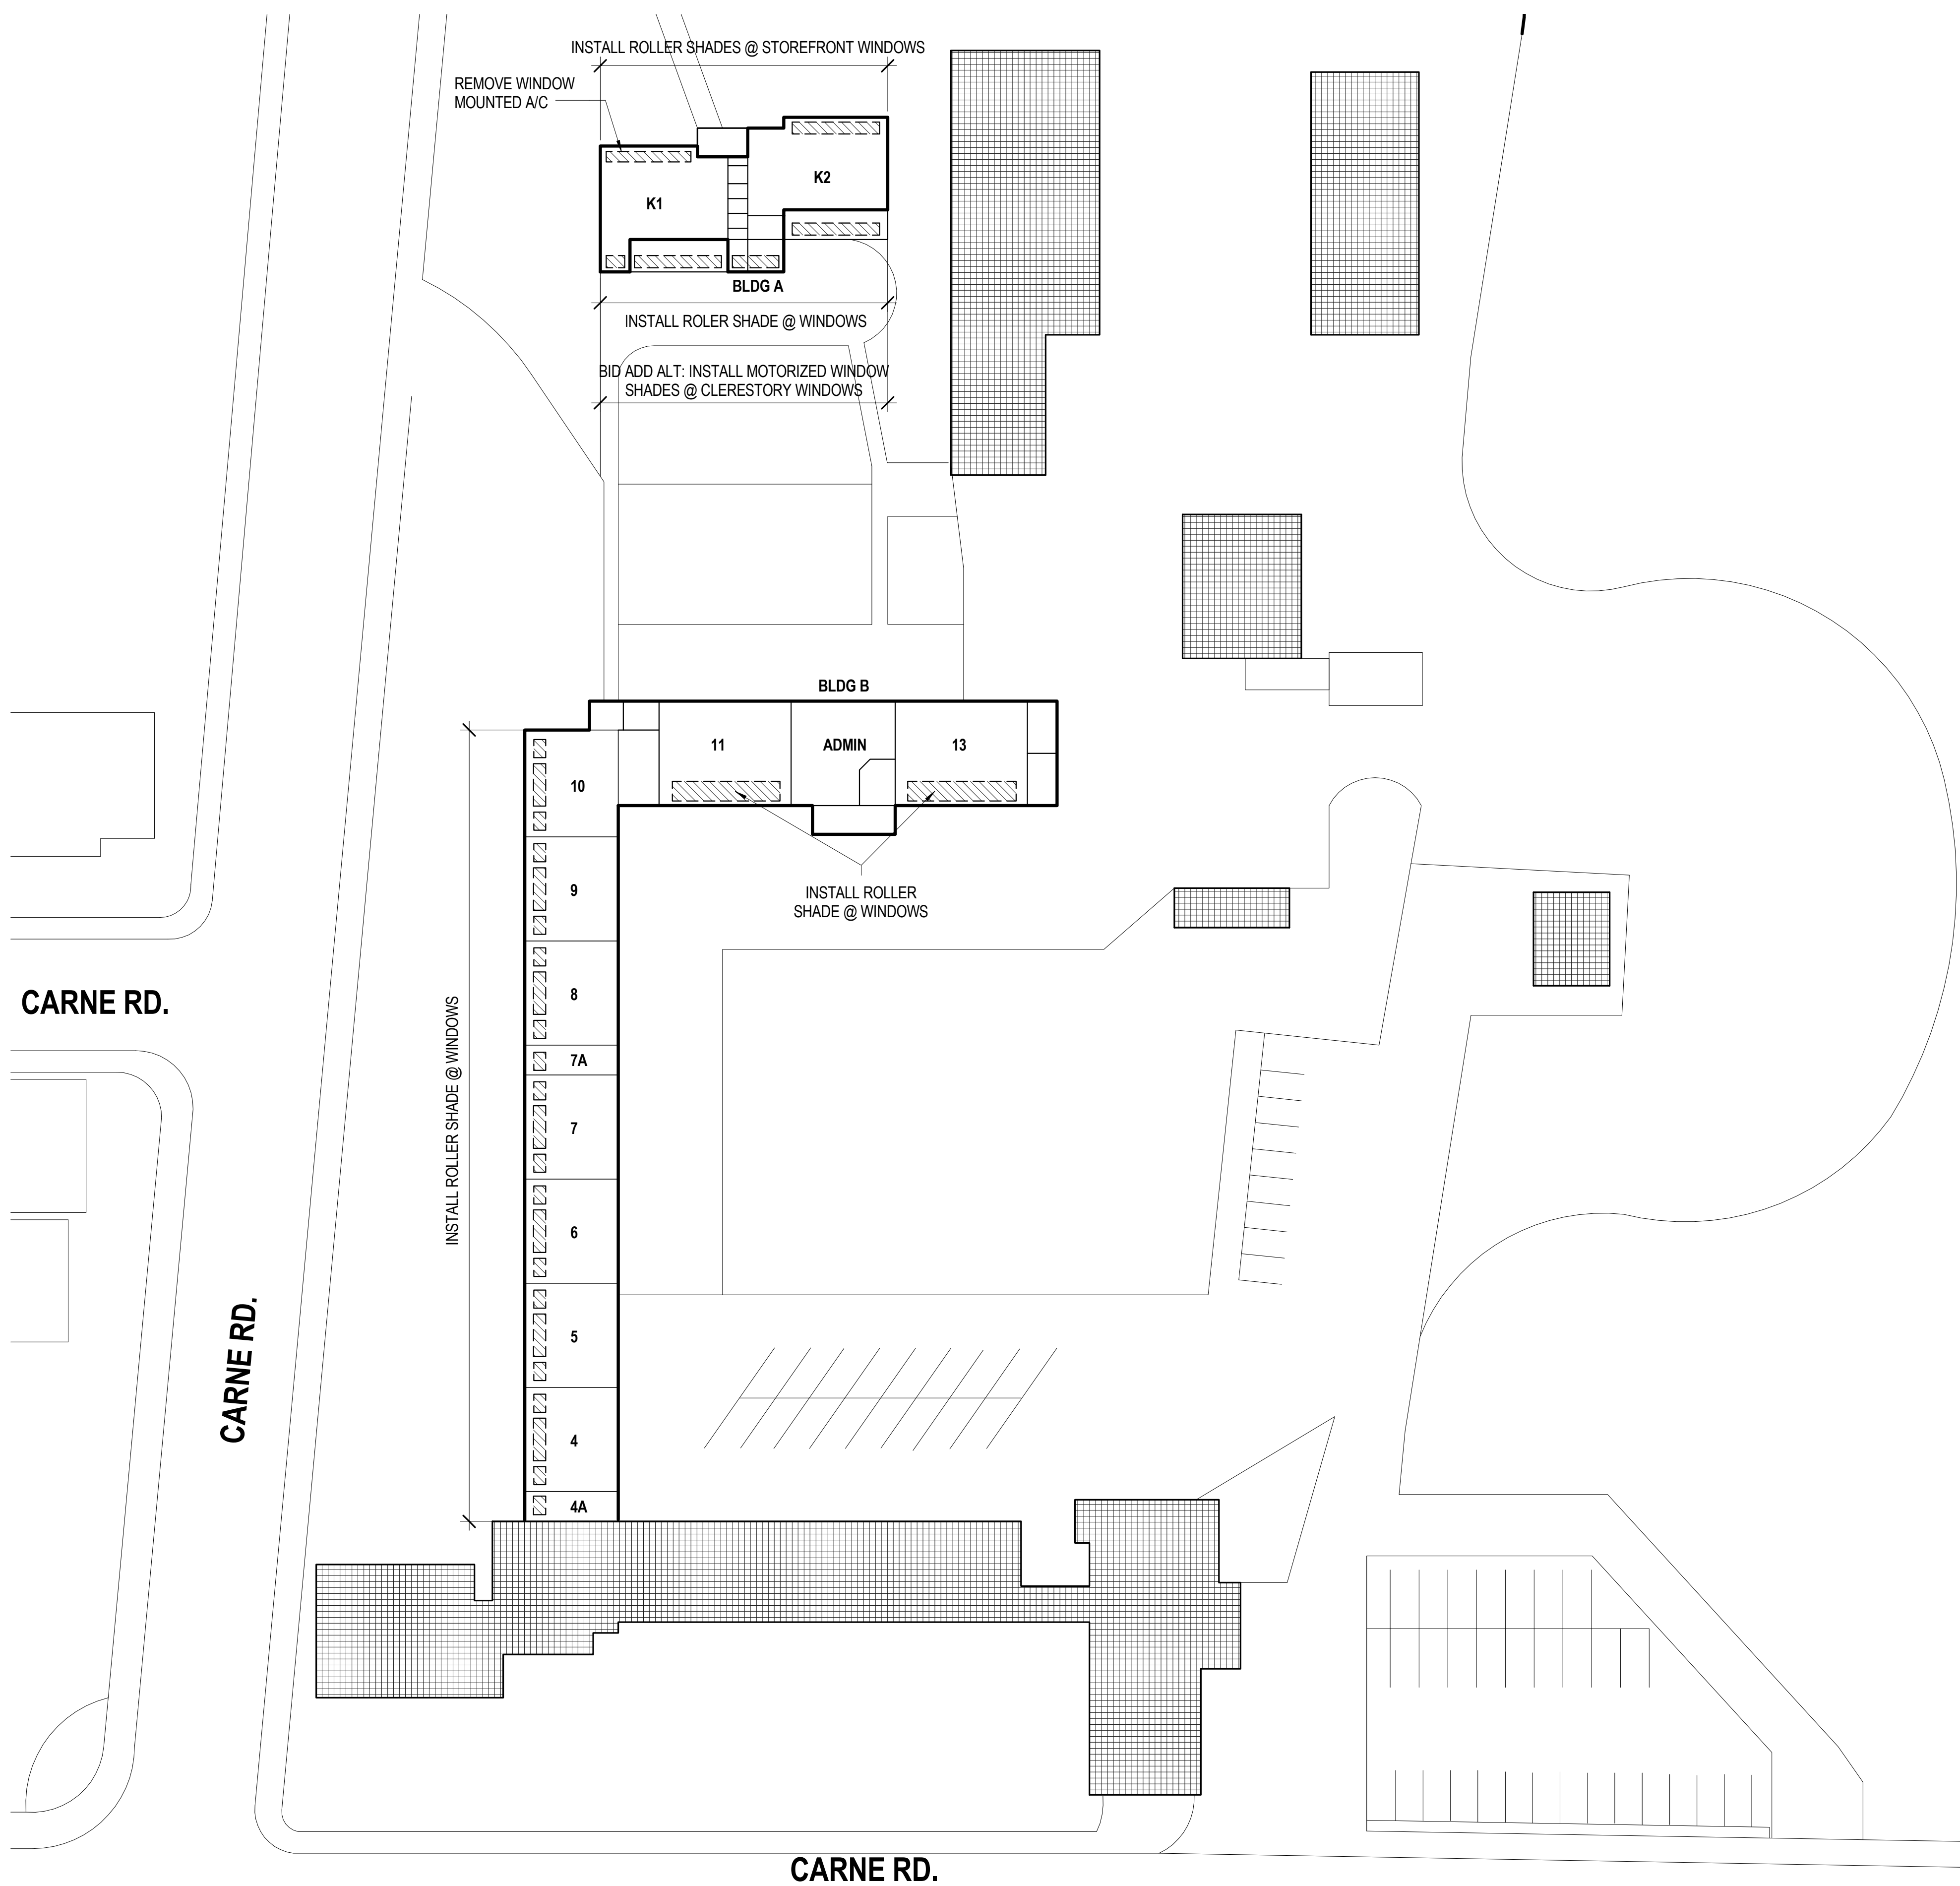 INSTALL ROLLER SHADES @ STOREFRONT WINDOWS
REMOVE WINDOW
MOUNTED A/C
K2
K1
BLDG A
INSTALL ROLER SHADE @ WINDOWS
BID ADD ALT: INSTALL MOTORIZED WINDOW
SHADES @ CLERESTORY WINDOWS
BLDG B
11
ADMIN
13
10
9
INSTALL ROLLER
SHADE @ WINDOWS
8
CARNE RD.
7A
INSTALL ROLLER SHADE @ WINDOWS
7
6
5
CARNE RD.
4
4A
CARNE RD.